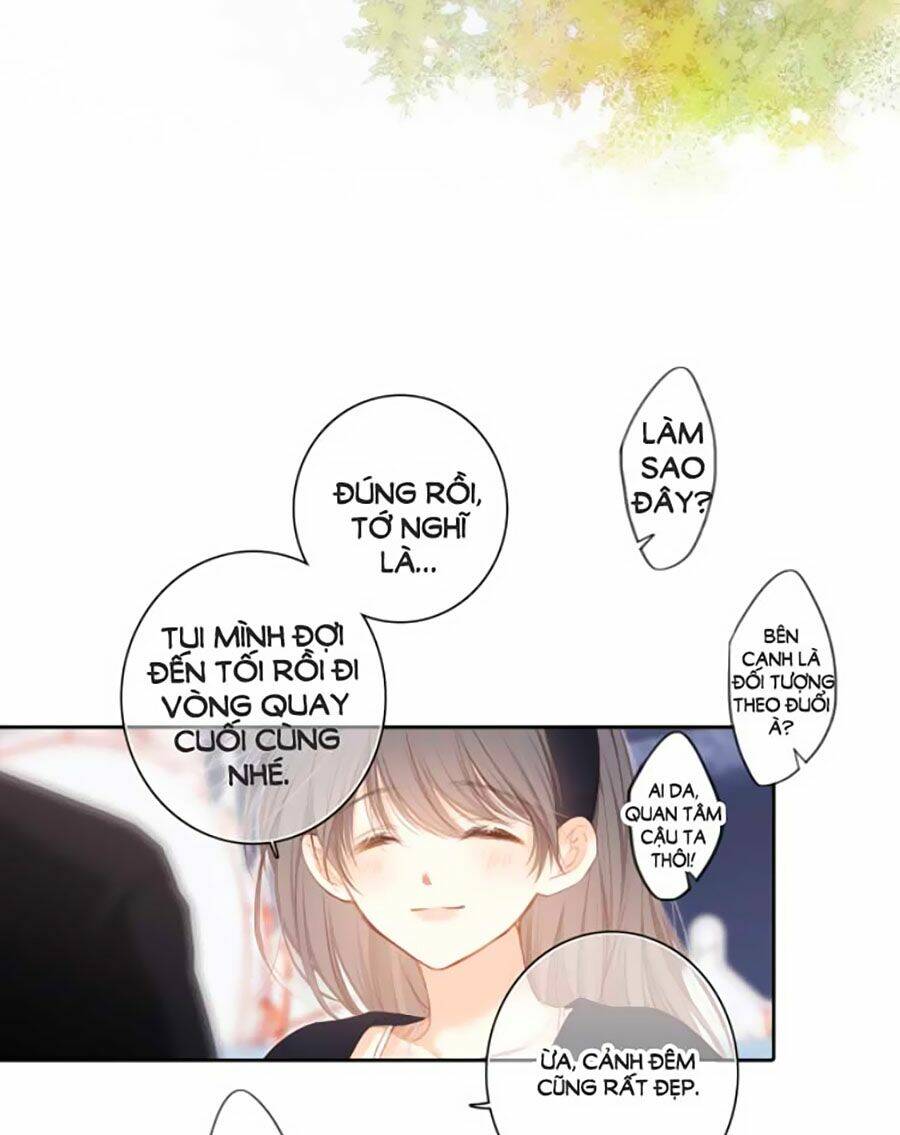 LÀM
SAO
ĐÂY?
ĐÚNG RỒI,
TỚ NGHĨ
LÀ...
TUI MÌNH ĐỢI
ĐẾN TỐI RỒI ĐI
VÒNG QUAY
CUỐI CÙNG
NHÉ.
BÊN
CẠNH LÀ
ĐỐI TƯỢNG
THEO ĐUỔI
À?
AI DA,
QUAN TÂM
CẬU TA
THÔI!
ỪA, CẢNH ĐÊM
CŨNG RẤT ĐẸP.